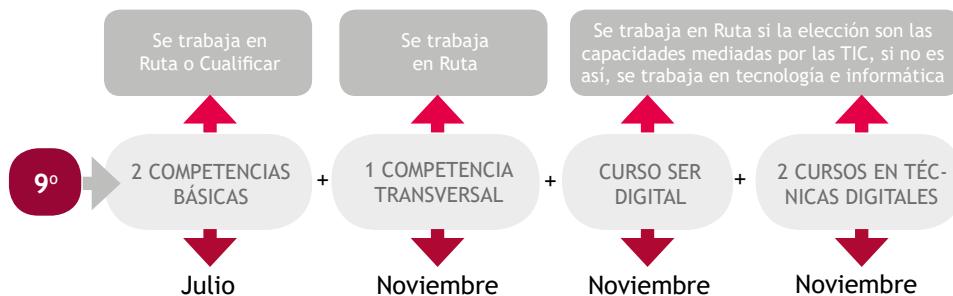 Se trabaja en
Ruta o Cualificar
Se trabaja
en Ruta
Se trabaja en Ruta si la elección son las
capacidades mediadas por las TIC, si no es
así, se trabaja en tecnología e informática
9º
2 COMPETENCIAS
BÁSICAS
+
1 COMPETENCIA
TRANSVERSAL
+
CURSO SER
DIGITAL
+
2 CURSOS EN TÉC-
NICAS DIGITALES
Julio
Noviembre
Noviembre
Noviembre